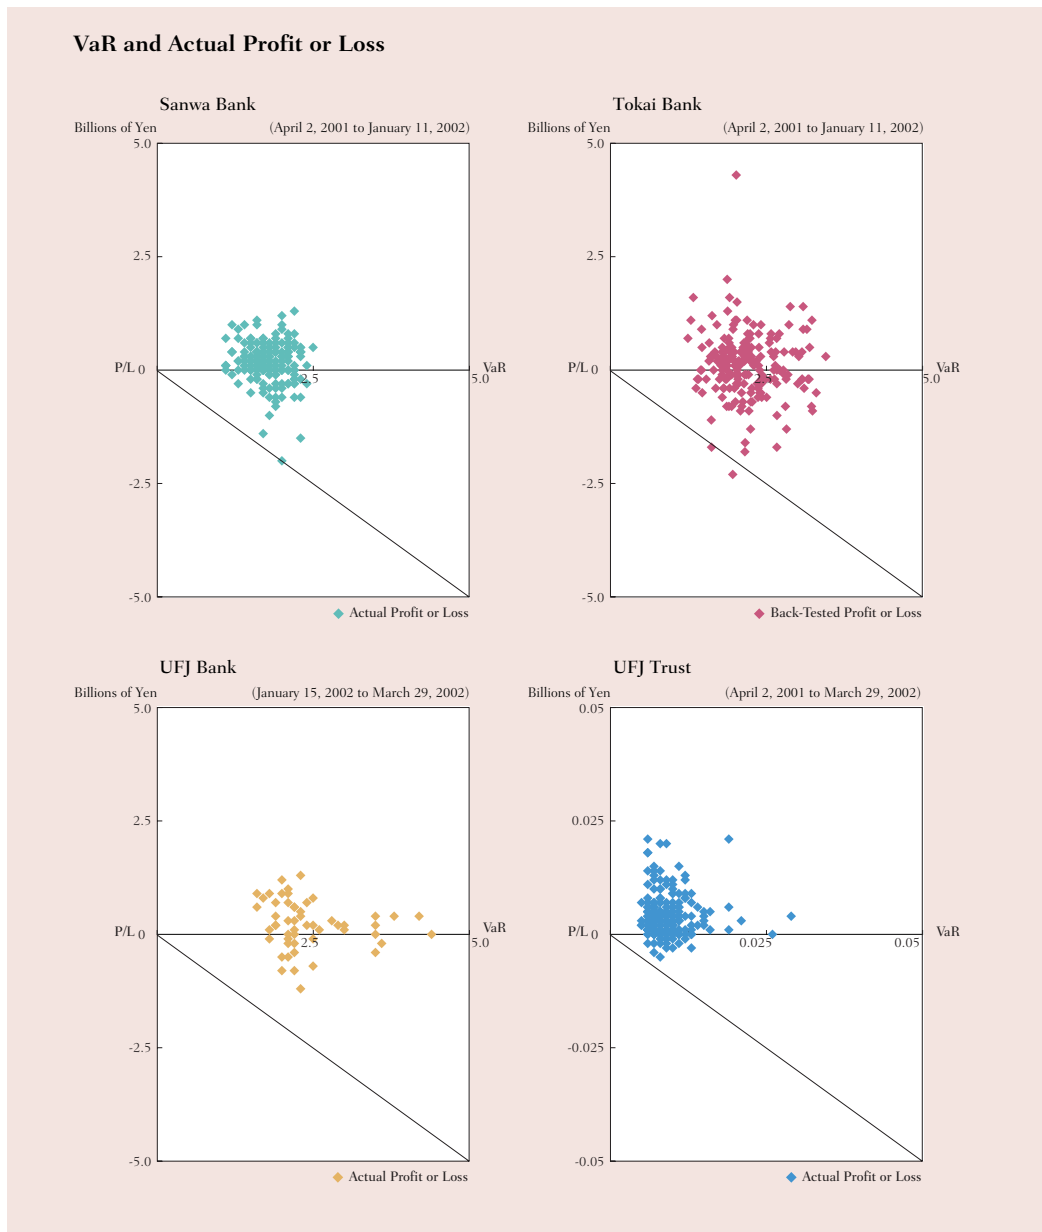 VaR and Actual Profit or Loss
Sanwa Bank
Billions of Yen (April 2, 2001 to January 11, 2002)
5.0
2.5
P/L 0 2.5 5.0 VaR
-2.5
-5.0
Actual Profit or Loss
Tokai Bank
Billions of Yen (April 2, 2001 to January 11, 2002)
5.0
2.5
P/L 0 2.5 5.0 VaR
-2.5
-5.0
Back-Tested Profit or Loss
UFJ Bank
Billions of Yen (January 15, 2002 to March 29, 2002)
5.0
2.5
P/L 0 2.5 5.0 VaR
-2.5
-5.0
Actual Profit or Loss
UFJ Trust
Billions of Yen (April 2, 2001 to March 29, 2002)
0.05
0.025
P/L 0 0.025 0.05 VaR
-0.025
-0.05
Actual Profit or Loss